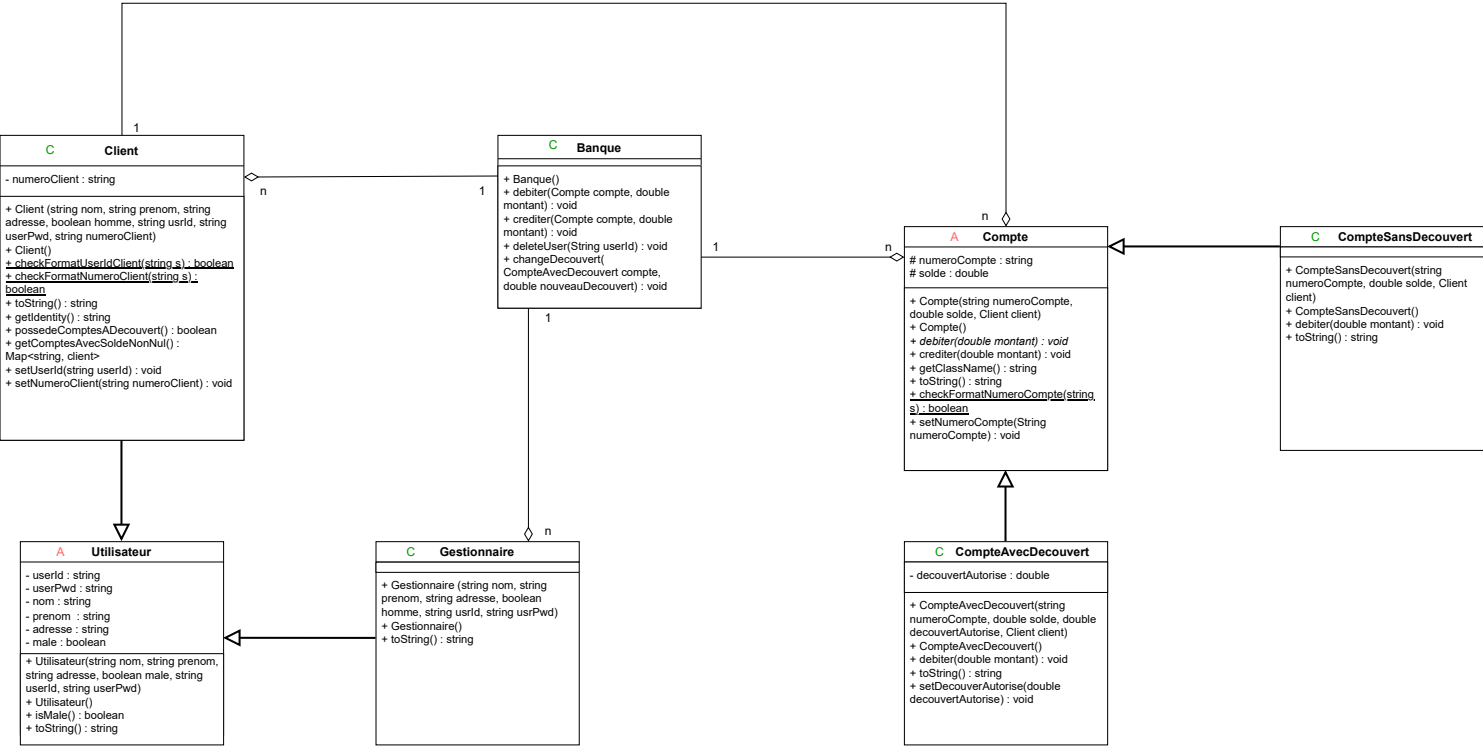 1
C Client
- numeroClient : string
+ Client (string nom, string prenom, string
adresse, boolean homme, string usrId, string
userPwd, string numeroClient)
+ Client()
+ checkFormatUserIdClient(string s) : boolean
+ checkFormatNumeroClient(string s) :
boolean
+ toString() : string
+ getIdentity() : string
+ possedeComptesADecouvert() : boolean
+ getComptesAvecSoldeNonNul() :
Map<string, client>
+ setUserId(string userId) : void
+ setNumeroClient(string numeroClient) : void
n
1
C Banque
+ Banque()
+ debiter(Compte compte, double
montant) : void
+ crediter(Compte compte, double
montant) : void
+ deleteUser(String userId) : void
+ changeDecouvert(
CompteAvecDecouvert compte,
double nouveauDecouvert) : void
1
n
1
n
n
A Compte
# numeroCompte : string
# solde : double
+ Compte(string numeroCompte,
double solde, Client client)
+ Compte()
+ debiter(double montant) : void
+ crediter(double montant) : void
+ getClassName() : string
+ toString() : string
+ checkFormatNumeroCompte(string
s) : boolean
+ setNumeroCompte(String
numeroCompte) : void
C CompteSansDecouvert
+ CompteSansDecouvert(string
numeroCompte, double solde, Client
client)
+ CompteSansDecouvert()
+ debiter(double montant) : void
+ toString() : string
A Utilisateur
- userId : string
- userPwd : string
- nom : string
- prenom : string
- adresse : string
- male : boolean
+ Utilisateur(string nom, string prenom,
string adresse, boolean male, string
userId, string userPwd)
+ Utilisateur()
+ isMale() : boolean
+ toString() : string
C Gestionnaire
+ Gestionnaire (string nom, string
prenom, string adresse, boolean
homme, string usrId, string usrPwd)
+ Gestionnaire()
+ toString() : string
C CompteAvecDecouvert
- decouvertAutorise : double
+ CompteAvecDecouvert(string
numeroCompte, double solde, double
decouvertAutorise, Client client)
+ CompteAvecDecouvert()
+ debiter(double montant) : void
+ toString() : string
+ setDecouverAutorise(double
decouvertAutorise) : void